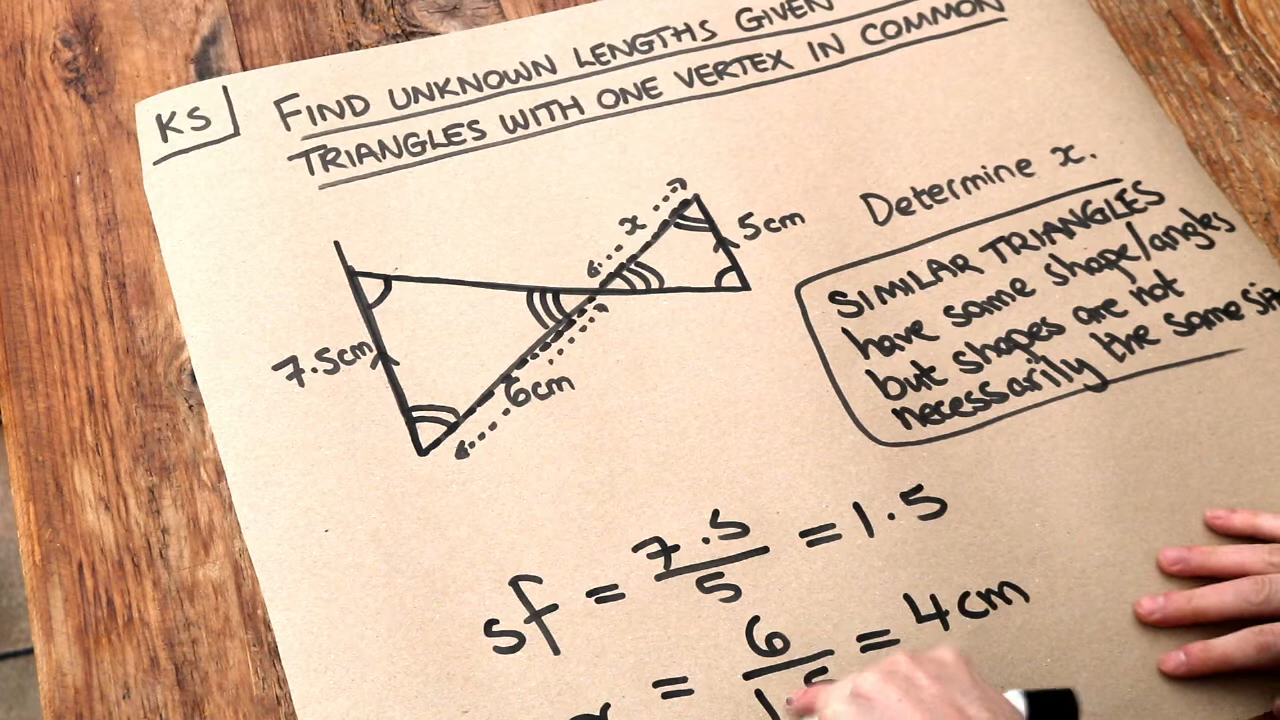 KS
FIND UNKNOWN LENGTHS GIVEN
TRIANGLES WITH ONE VERTEX IN COMMON
Determine x.
x
5cm
7.5cm
6cm
SIMILAR TRIANGLES
have same shape/angles
but shapes are not
necessarily the same
sf = 7.5/5 = 1.5
= 6/ = 4cm